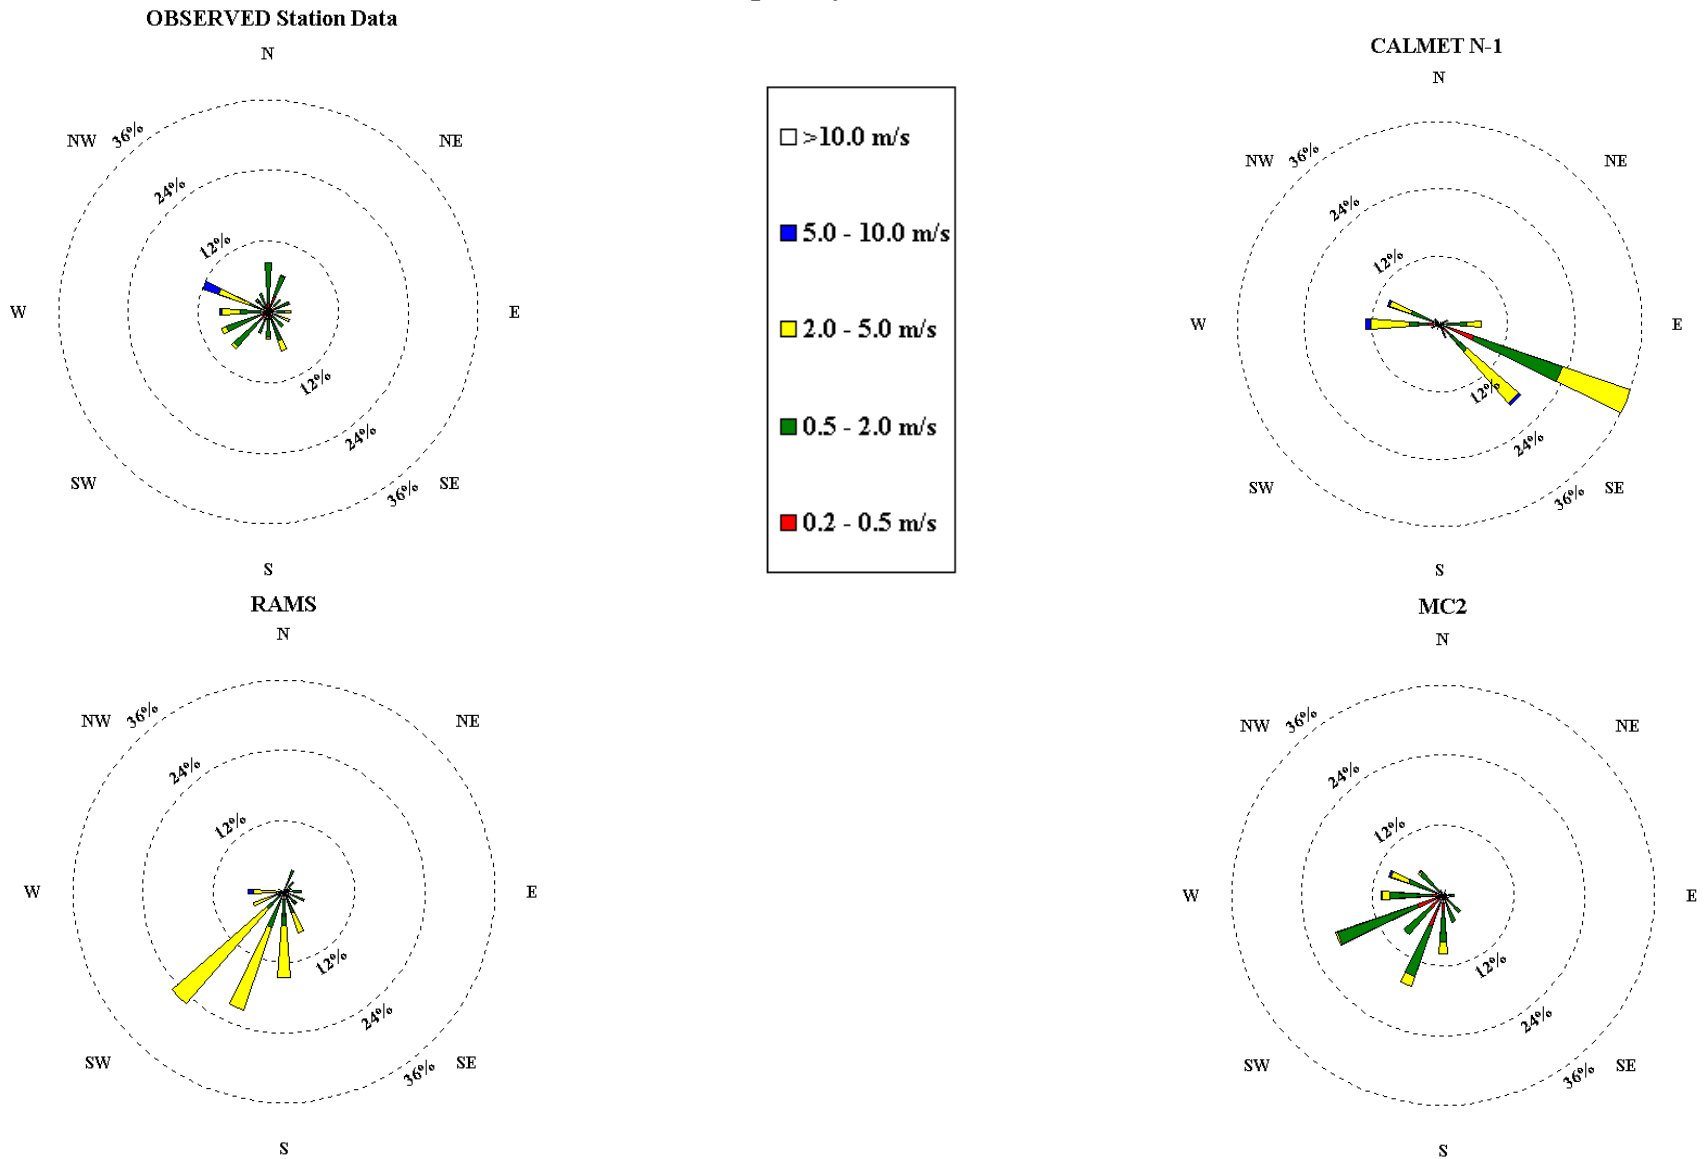 OBSERVED Station Data
N
NW
36%
NE
24%
12%
W
E
12%
24%
SW
36%
SE
S
>10.0 m/s
5.0 - 10.0 m/s
2.0 - 5.0 m/s
0.5 - 2.0 m/s
0.2 - 0.5 m/s
CALMET N-1
N
NW
36%
NE
24%
12%
W
E
12%
24%
SW
36%
SE
S
RAMS
N
NW
36%
NE
24%
12%
W
E
12%
24%
SW
36%
SE
S
MC2
N
NW
36%
NE
24%
12%
W
E
12%
24%
SW
36%
SE
S